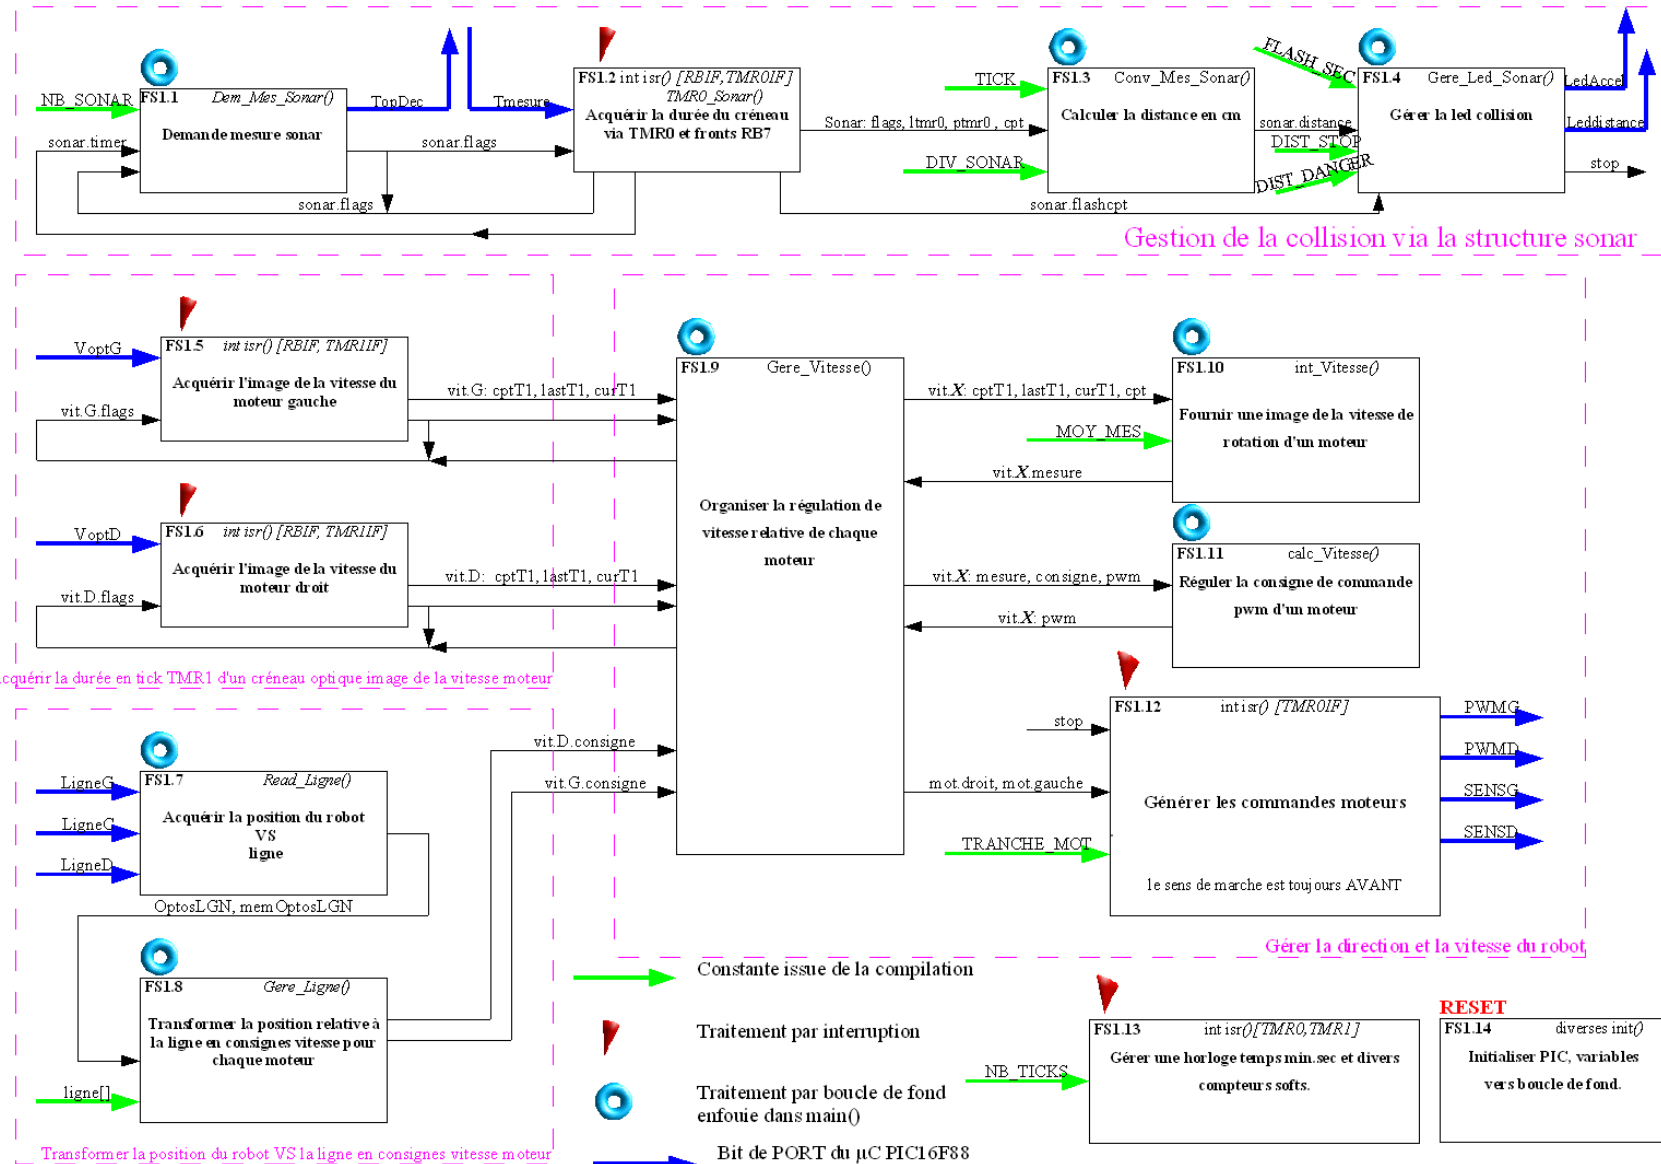 NB_SONAR
FS1.1 Dem_Mes_Sonar()
Demande mesure sonar
sonar.timer
TopDec
sonar.flags
sonar.flags
Tmesure
FS1.2 int isr() [RBIF,TMR0IF]
TMR0_Sonar()
Acquérir la durée du créneau
via TMR0 et fronts RB7
Sonar: flags, ltmr0, ptmr0 , cpt
TICK
DIV_SONAR
sonar.flashcpt
FS1.3 Conv_Mes_Sonar()
Calculer la distance en cm
sonar.distance
FLASH_SEC
DIST_STOP
DIST_DANGER
FS1.4 Gere_Led_Sonar()
Gérer la led collision
LedAccel
Leddistance
stop
Gestion de la collision via la structure sonar
VoptG
vit.G.flags
FS1.5 int isr() [RBIF, TMR1IF]
Acquérir l'image de la vitesse du
moteur gauche
vit.G: cptT1, lastT1, curT1
VoptD
vit.D.flags
FS1.6 int isr() [RBIF, TMR1IF]
Acquérir l'image de la vitesse du
moteur droit
vit.D: cptT1, lastT1, curT1
cquérir la durée en tick TMR1 d'un créneau optique image de la vitesse moteur
FS1.9 Gere_Vitesse()
Organiser la régulation de
vitesse relative de chaque
moteur
vit.X: cptT1, lastT1, curT1, cpt
MOY_MES
vit.X.mesure
FS1.10 int_Vitesse()
Fournir une image de la vitesse de
rotation d'un moteur
vit.X: mesure, consigne, pwm
vit.X: pwm
FS1.11 calc_Vitesse()
Réguler la consigne de commande
pwm d'un moteur
stop
mot.droit, mot.gauche
TRANCHE_MOT
FS1.12 int isr() [TMR0IF]
Générer les commandes moteurs
le sens de marche est toujours AVANT
PWMG
PWMD
SENSG
SENSD
Gérer la direction et la vitesse du robot
LigneG
LigneC
LigneD
FS1.7 Read_Ligne()
Acquérir la position du robot
VS
ligne
vit.D.consigne
vit.G.consigne
OptosLGN, memOptosLGN
FS1.8 Gere_Ligne()
Transformer la position relative à
la ligne en consignes vitesse pour
chaque moteur
ligne[]
Transformer la position du robot VS la ligne en consignes vitesse moteur
Constante issue de la compilation
Traitement par interruption
Traitement par boucle de fond
enfouie dans main()
Bit de PORT du µC PIC16F88
NB_TICKS
FS1.13 int isr()[TMR0,TMR1]
Gérer une horloge temps min.sec et divers
compteurs softs.
RESET
FS1.14 diverses init()
Initialiser PIC, variables
vers boucle de fond.